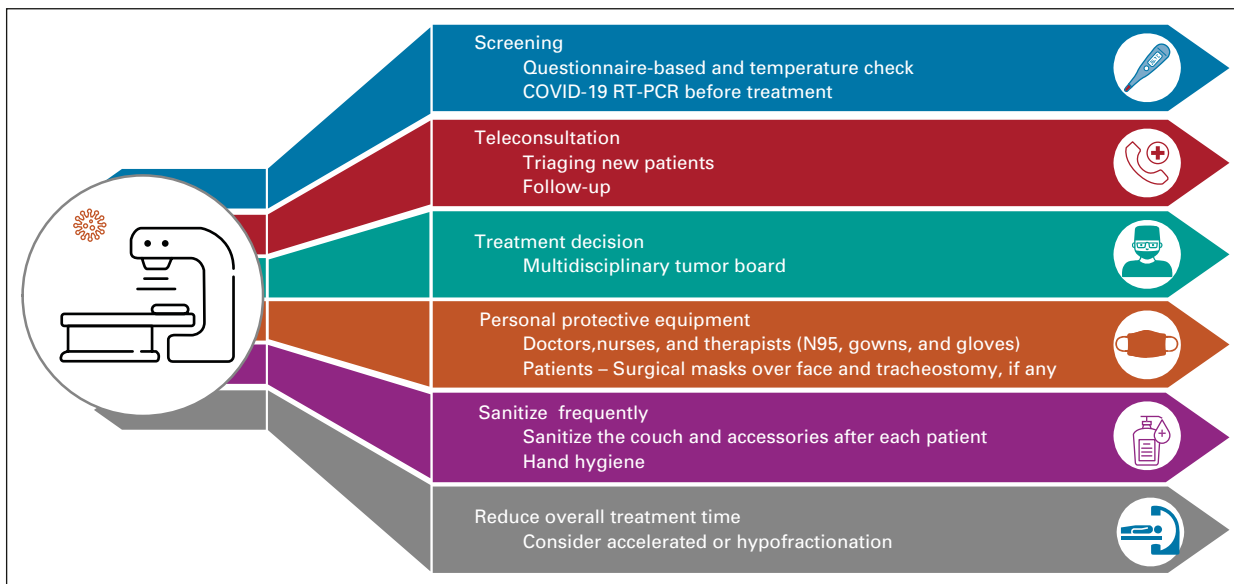 Screening
Questionnaire-based and temperature check
COVID-19 RT-PCR before treatment
Teleconsultation
Triaging new patients
Follow-up
Treatment decision
Multidisciplinary tumor board
Personal protective equipment
Doctors,nurses, and therapists (N95, gowns, and gloves)
Patients – Surgical masks over face and tracheostomy, if any
Sanitize frequently
Sanitize the couch and accessories after each patient
Hand hygiene
Reduce overall treatment time
Consider accelerated or hypofractionation